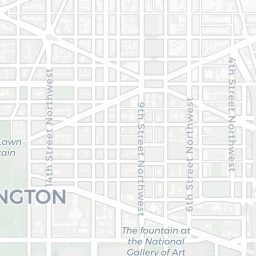 4th Street Northwest
14th Street Northwest
9th Street Northwest
6th Street Northwest
Lawn
tain
NGTON
The fountain at
the National
Gallery of Art